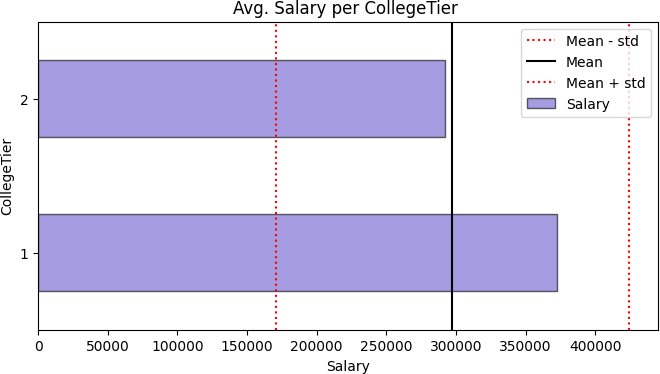 Avg. Salary per CollegeTier
Mean - std
Mean
Mean + std
Salary
2
1
CollegeTier
0 50000 100000 150000 200000 250000 300000 350000 400000
Salary